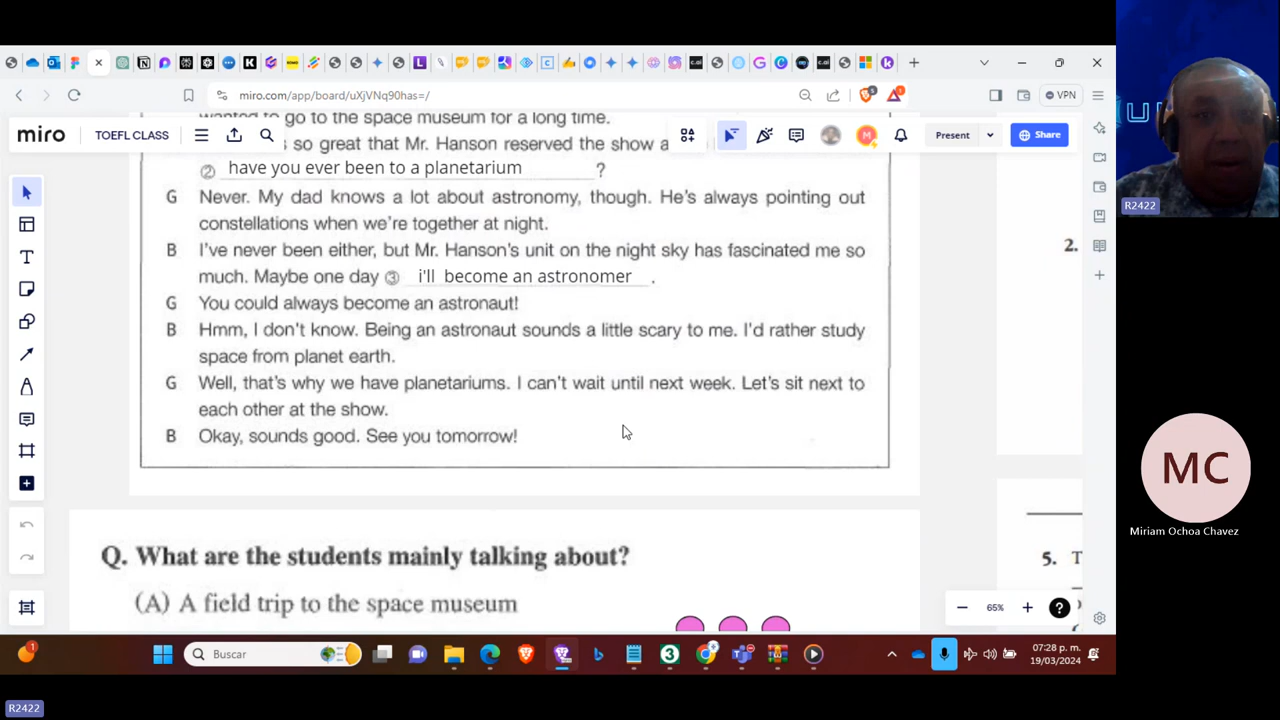 miro.com/app/board/uXjVNq90has=/
VPN
wanted to go to the space museum for a long time.
miro
TOEFL CLASS
Present
Share
s so great that Mr. Hanson reserved the show a
② have you ever been to a planetarium ?
G Never. My dad knows a lot about astronomy, though. He's always pointing out
constellations when we're together at night.
B I've never been either, but Mr. Hanson's unit on the night sky has fascinated me so
much. Maybe one day ③ i'll become an astronomer .
G You could always become an astronaut!
B Hmm, I don't know. Being an astronaut sounds a little scary to me. I'd rather study
space from planet earth.
G Well, that's why we have planetariums. I can't wait until next week. Let's sit next to
each other at the show.
B Okay, sounds good. See you tomorrow!
Q. What are the students mainly talking about?
(A) A field trip to the space museum
2.
5. T
65%
R2422
MC
Miriam Ochoa Chavez
Buscar
07:28 p. m.
19/03/2024
R2422